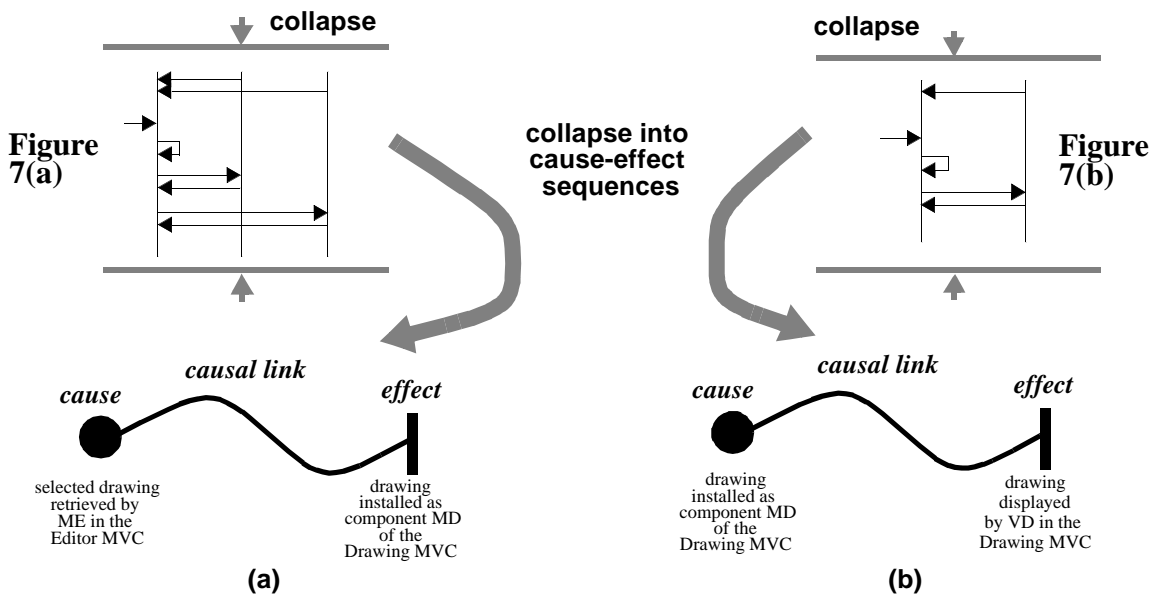 collapse
Figure
7(a)
collapse into
cause-effect
sequences
collapse
Figure
7(b)
causal link
cause
effect
selected drawing
retrieved by
ME in the
Editor MVC
drawing
installed as
component MD
of the
Drawing MVC
(a)
causal link
cause
effect
drawing
installed as
component MD
of the
Drawing MVC
drawing
displayed
by VD in the
Drawing MVC
(b)